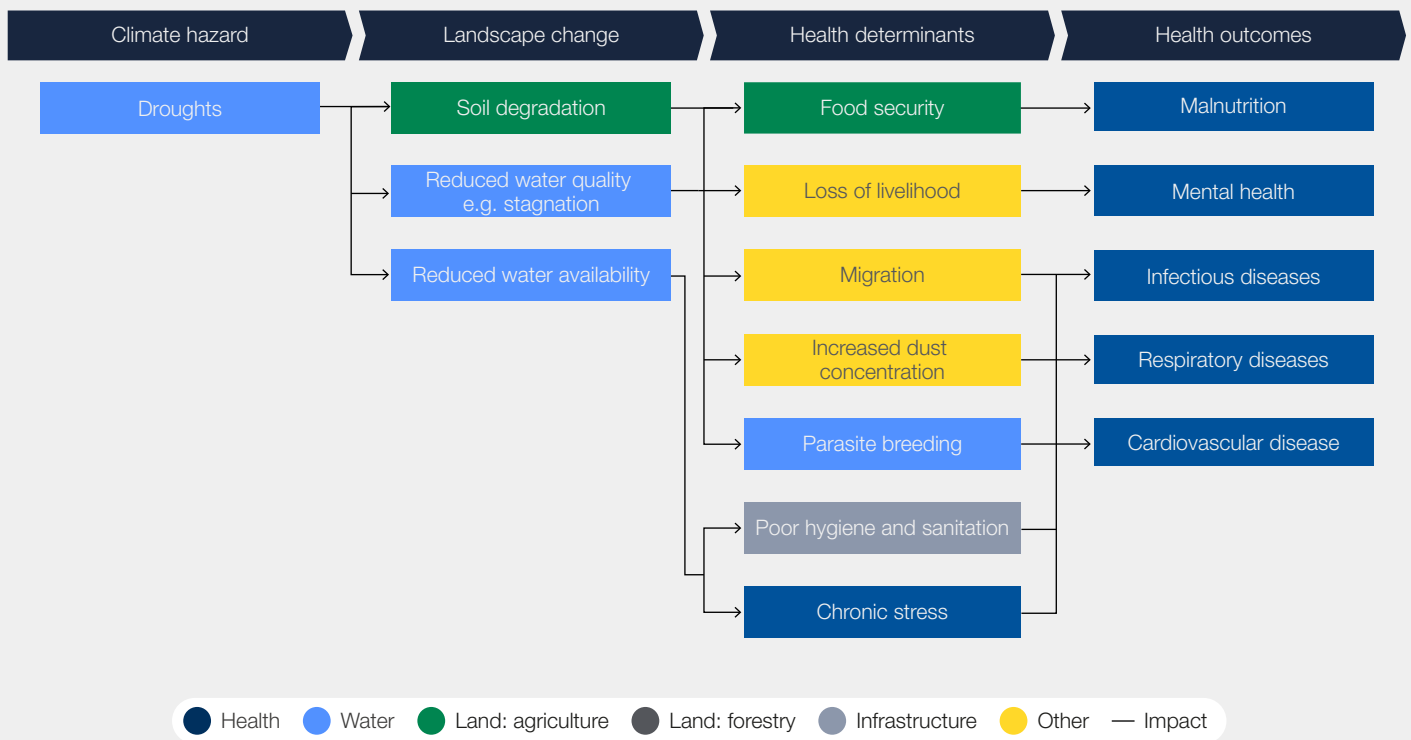 Climate hazard
Landscape change
Health determinants
Health outcomes
Droughts
Soil degradation
Food security
Malnutrition
Reduced water quality
e.g. stagnation
Loss of livelihood
Mental health
Reduced water availability
Migration
Infectious diseases
Increased dust
concentration
Respiratory diseases
Parasite breeding
Cardiovascular disease
Poor hygiene and sanitation
Chronic stress
Health
Water
Land: agriculture
Land: forestry
Infrastructure
Other
Impact